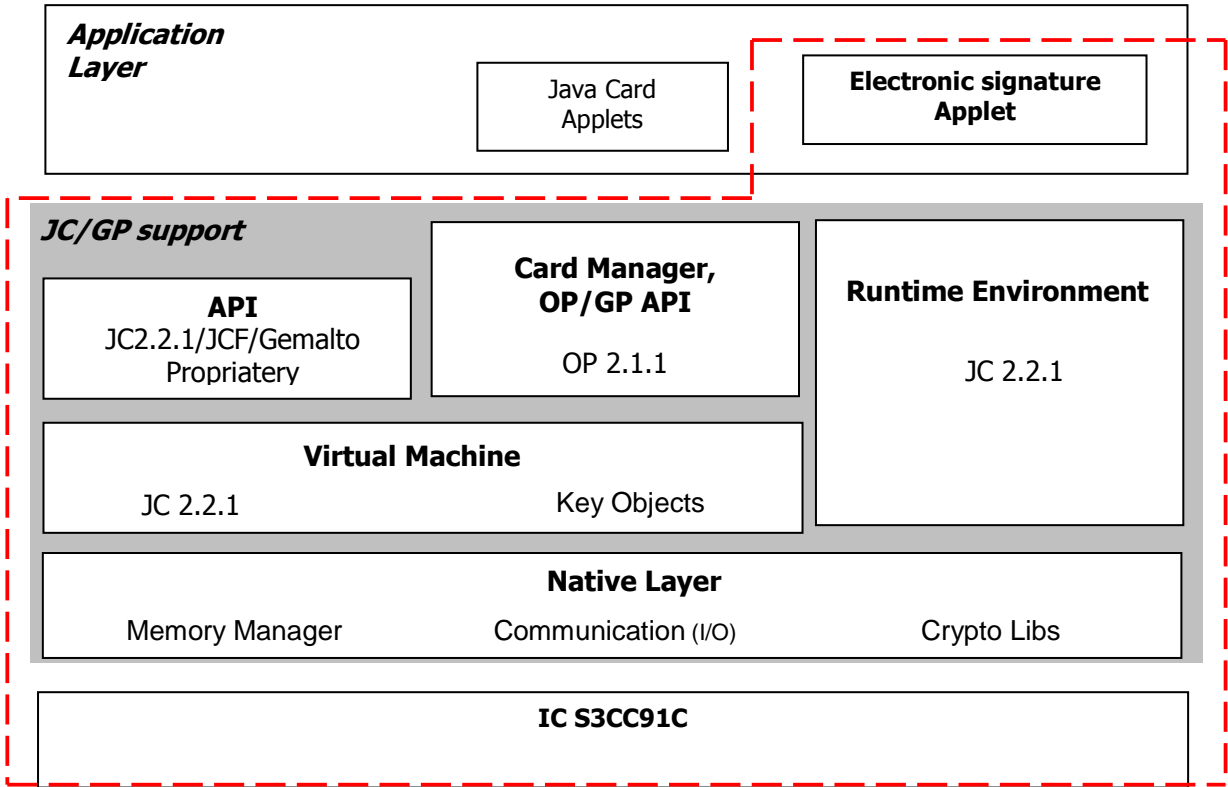 Application
Layer
Java Card
Applets
Electronic signature
Applet
JC/GP support
API
JC2.2.1/JCF/Gemalto
Propriatery
Card Manager,
OP/GP API
OP 2.1.1
Runtime Environment
JC 2.2.1
Virtual Machine
JC 2.2.1 Key Objects
Native Layer
Memory Manager Communication (I/O) Crypto Libs
IC S3CC91C